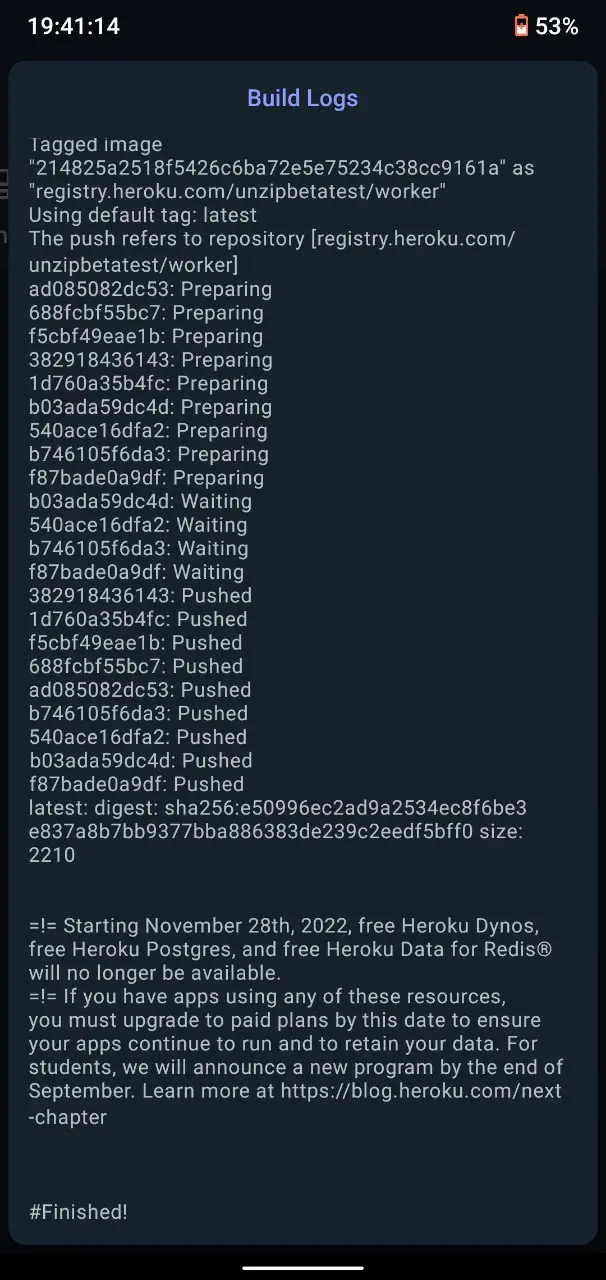 19:41:14
53%
Build Logs
Tagged image
"214825a2518f5426c6ba72e5e75234c38cc9161a" as
"registry.heroku.com/unzipbetatest/worker"
Using default tag: latest
The push refers to repository [registry.heroku.com/
unzipbetatest/worker]
ad085082dc53: Preparing
688fcbf55bc7: Preparing
f5cbf49eae1b: Preparing
382918436143: Preparing
1d760a35b4fc: Preparing
b03ada59dc4d: Preparing
540ace16dfa2: Preparing
b746105f6da3: Preparing
f87bade0a9df: Preparing
b03ada59dc4d: Waiting
540ace16dfa2: Waiting
b746105f6da3: Waiting
f87bade0a9df: Waiting
382918436143: Pushed
1d760a35b4fc: Pushed
f5cbf49eae1b: Pushed
688fcbf55bc7: Pushed
ad085082dc53: Pushed
b746105f6da3: Pushed
540ace16dfa2: Pushed
b03ada59dc4d: Pushed
f87bade0a9df: Pushed
latest: digest: sha256:e50996ec2ad9a2534ec8f6be3
e837a8b7bb9377bba886383de239c2eedf5bff0 size:
2210
=!= Starting November 28th, 2022, free Heroku Dynos,
free Heroku Postgres, and free Heroku Data for Redis®
will no longer be available.
=!= If you have apps using any of these resources,
you must upgrade to paid plans by this date to ensure
your apps continue to run and to retain your data. For
students, we will announce a new program by the end of
September. Learn more at https://blog.heroku.com/next
-chapter
#Finished!